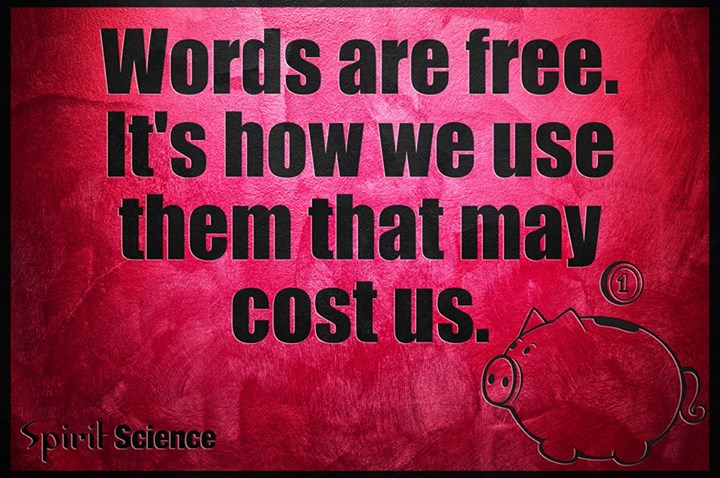 Words are free.
It's how we use
them that may
cost us.
1
Spirit Science